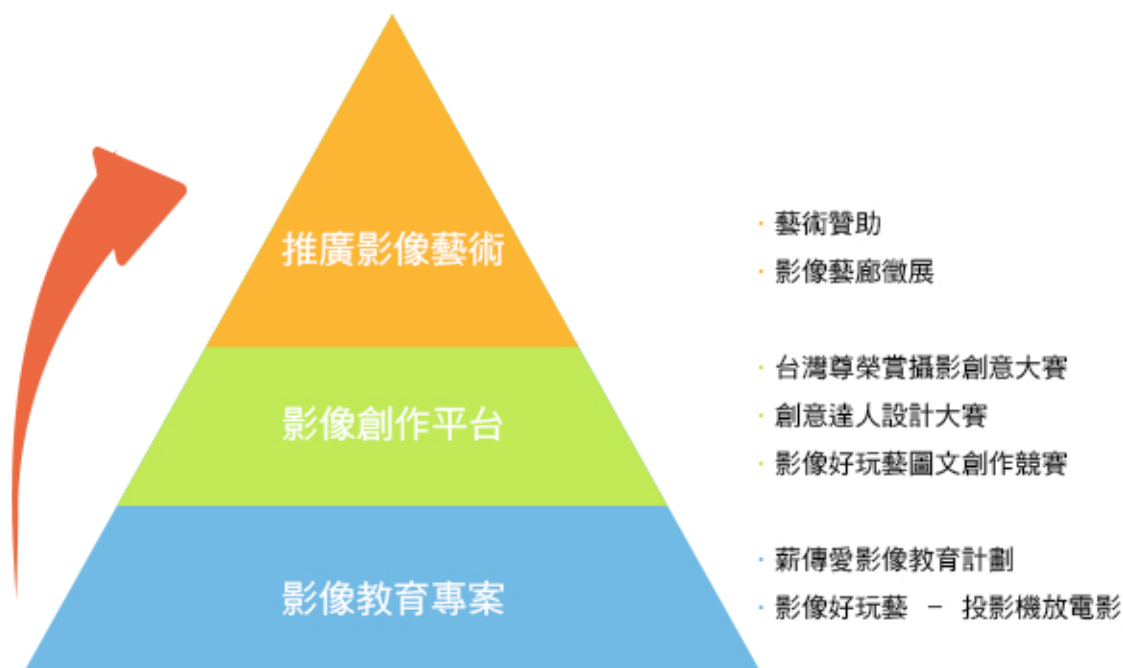 推廣影像藝術
· 藝術贊助
· 影像藝廊徵展
影像創作平台
· 台灣尊榮賞攝影創意大賽
· 創意達人設計大賽
· 影像好玩藝圖文創作競賽
影像教育專案
· 薪傳愛影像教育計劃
· 影像好玩藝 – 投影機放電影